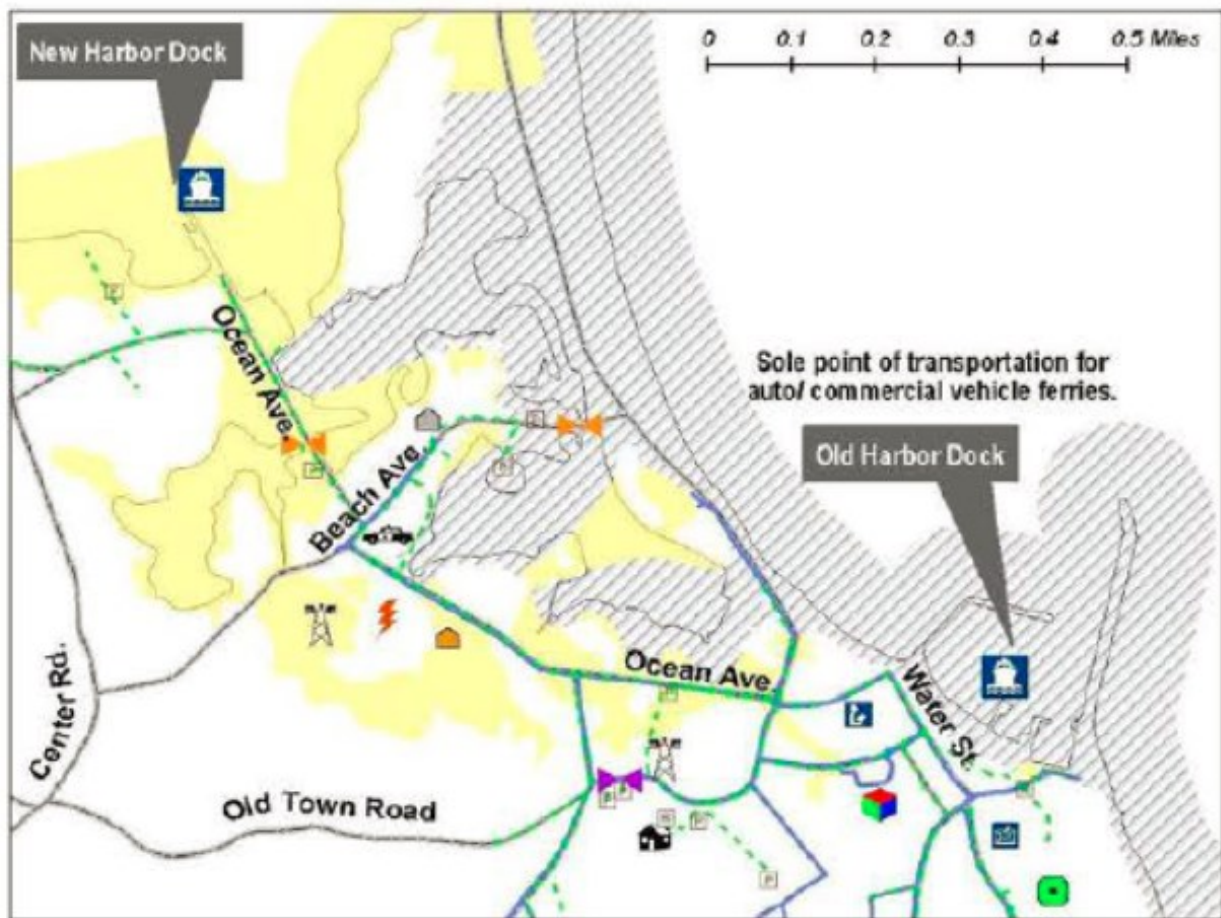 New Harbor Dock
0 0.1 0.2 0.3 0.4 0.5 Miles
Ocean Ave.
Sole point of transportation for
auto/ commercial vehicle ferries.
Old Harbor Dock
Beach Ave.
Ocean Ave.
Water St.
Center Rd.
Old Town Road
P